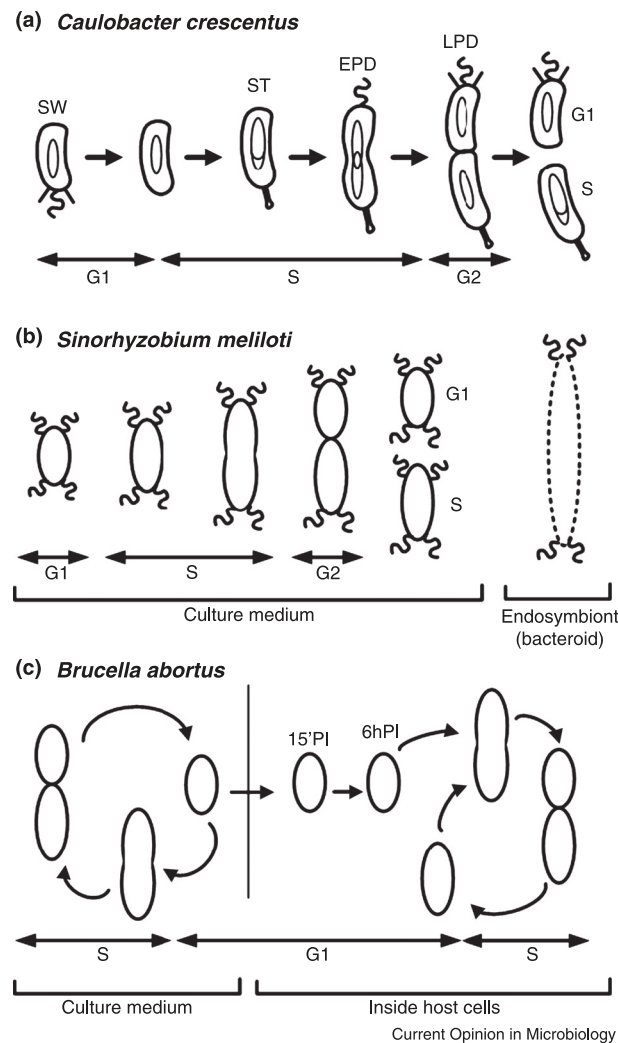 (a) Caulobacter crescentus
SW
ST
EPD
LPD
G1
S
G1
S
G2
(b) Sinorhyzobium meliloti
G1
S
G1
S
G2
Culture medium
Endosymbiont
(bacteroid)
(c) Brucella abortus
15'PI
6hPI
S
G1
S
Culture medium
Inside host cells
Current Opinion in Microbiology